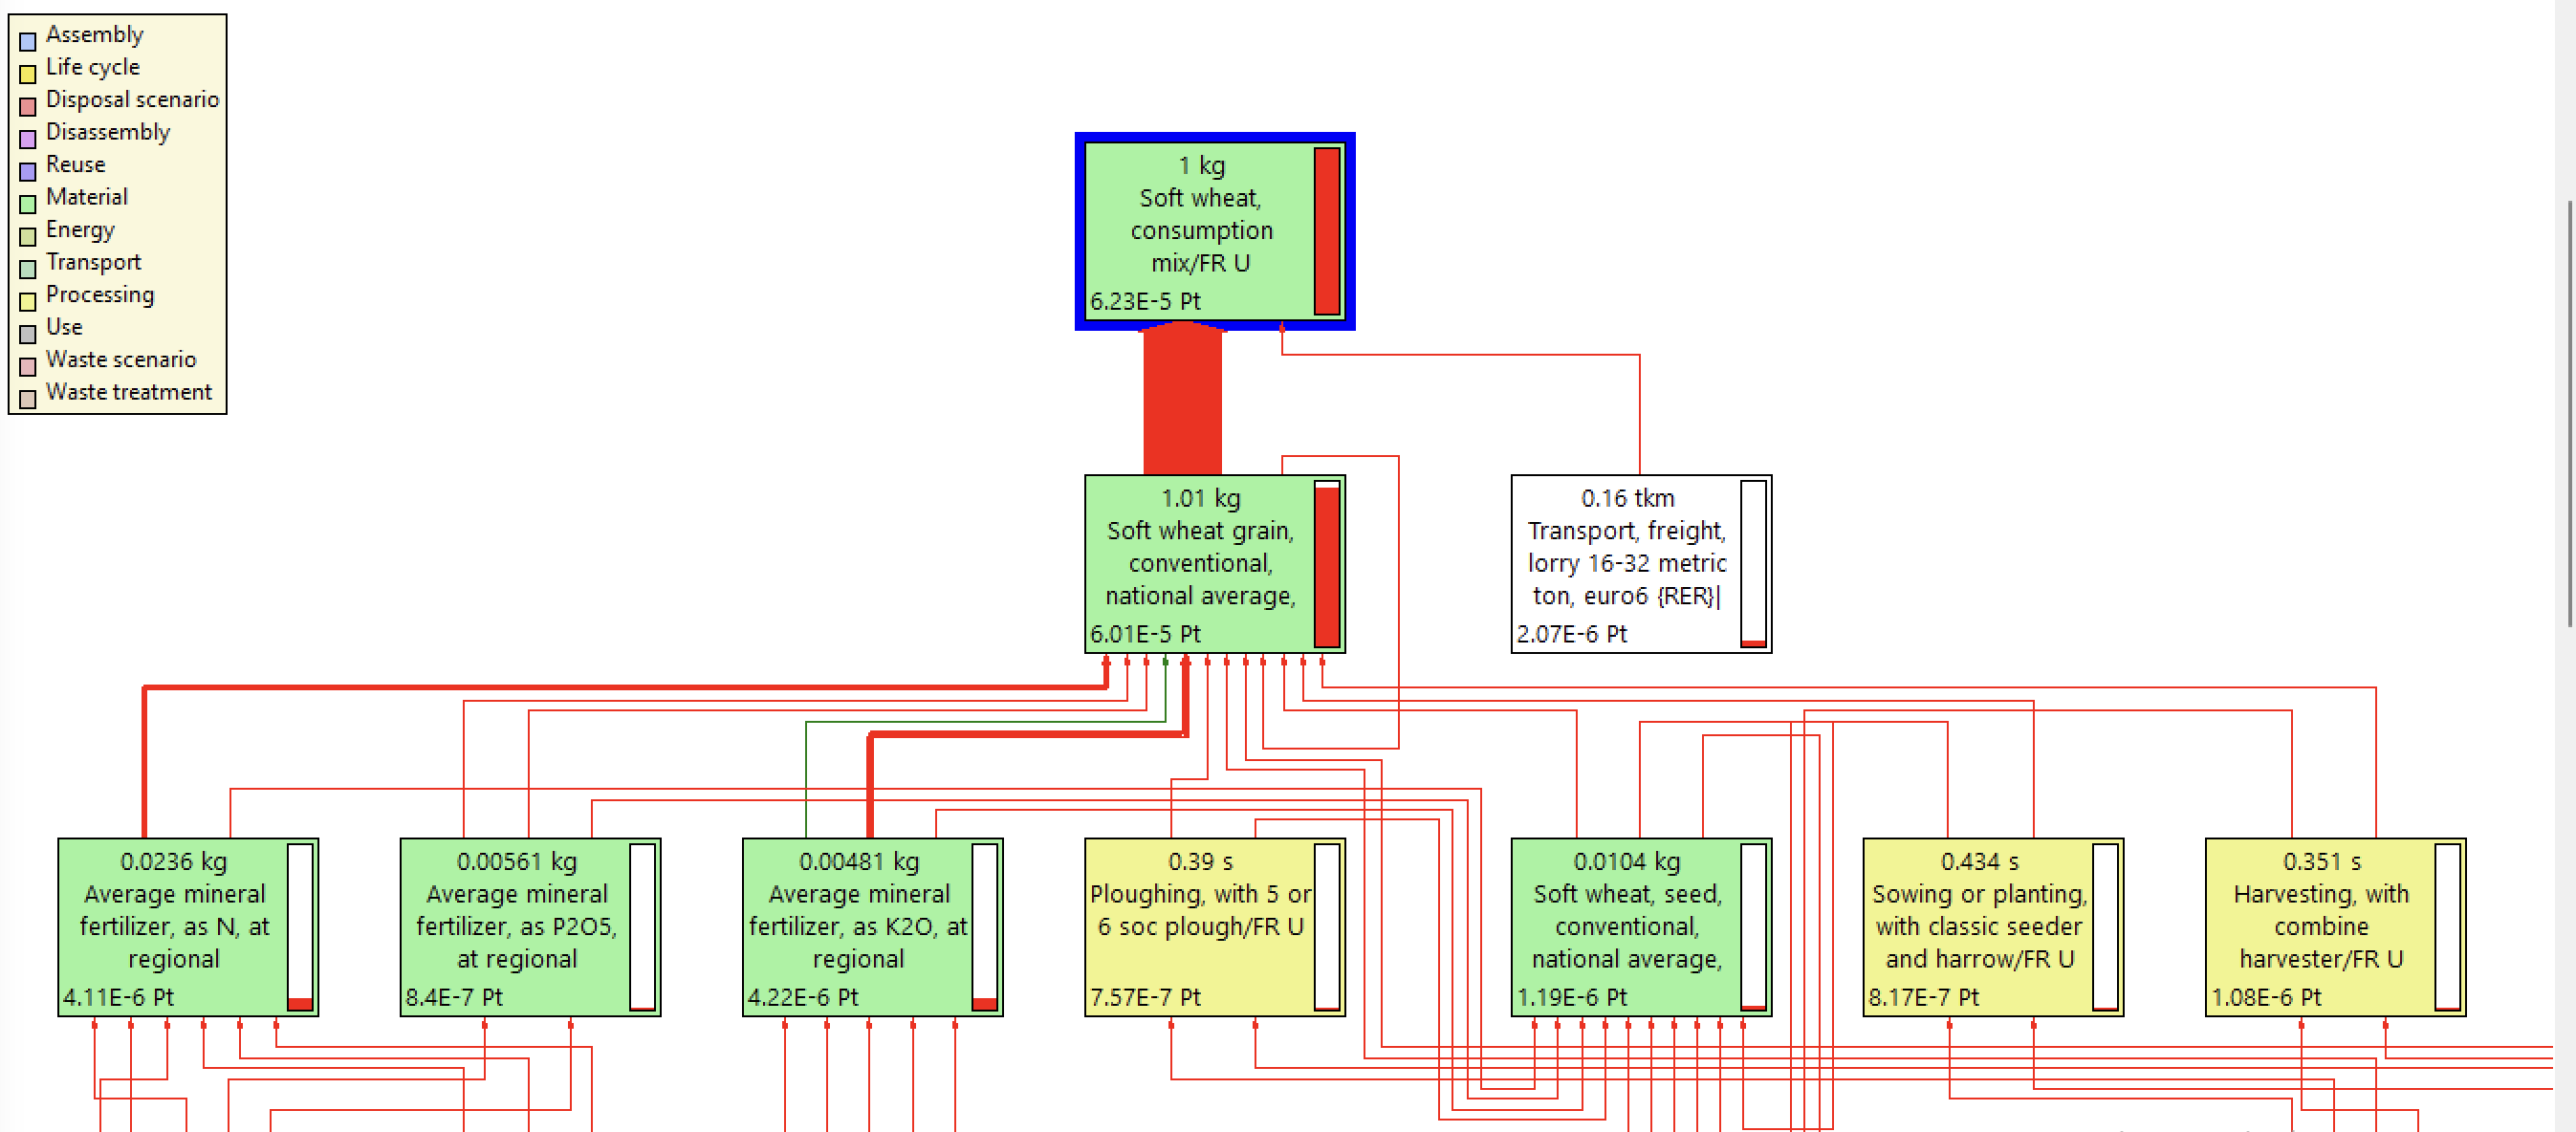 Assembly
Life cycle
Disposal scenario
Disassembly
Reuse
Material
Energy
Transport
Processing
Use
Waste scenario
Waste treatment
1 kg
Soft wheat,
consumption
mix/FR U
6.23E-5 Pt
1.01 kg
Soft wheat grain,
conventional,
national average,
6.01E-5 Pt
0.16 tkm
Transport, freight,
lorry 16-32 metric
ton, euro6 {RER}|
2.07E-6 Pt
0.0236 kg
Average mineral
fertilizer, as N, at
regional
4.11E-6 Pt
0.00561 kg
Average mineral
fertilizer, as P2O5,
at regional
8.4E-7 Pt
0.00481 kg
Average mineral
fertilizer, as K2O, at
regional
4.22E-6 Pt
0.39 s
Ploughing, with 5 or
6 soc plough/FR U
7.57E-7 Pt
0.0104 kg
Soft wheat, seed,
conventional,
national average,
1.19E-6 Pt
0.434 s
Sowing or planting,
with classic seeder
and harrow/FR U
8.17E-7 Pt
0.351 s
Harvesting, with
combine
harvester/FR U
1.08E-6 Pt